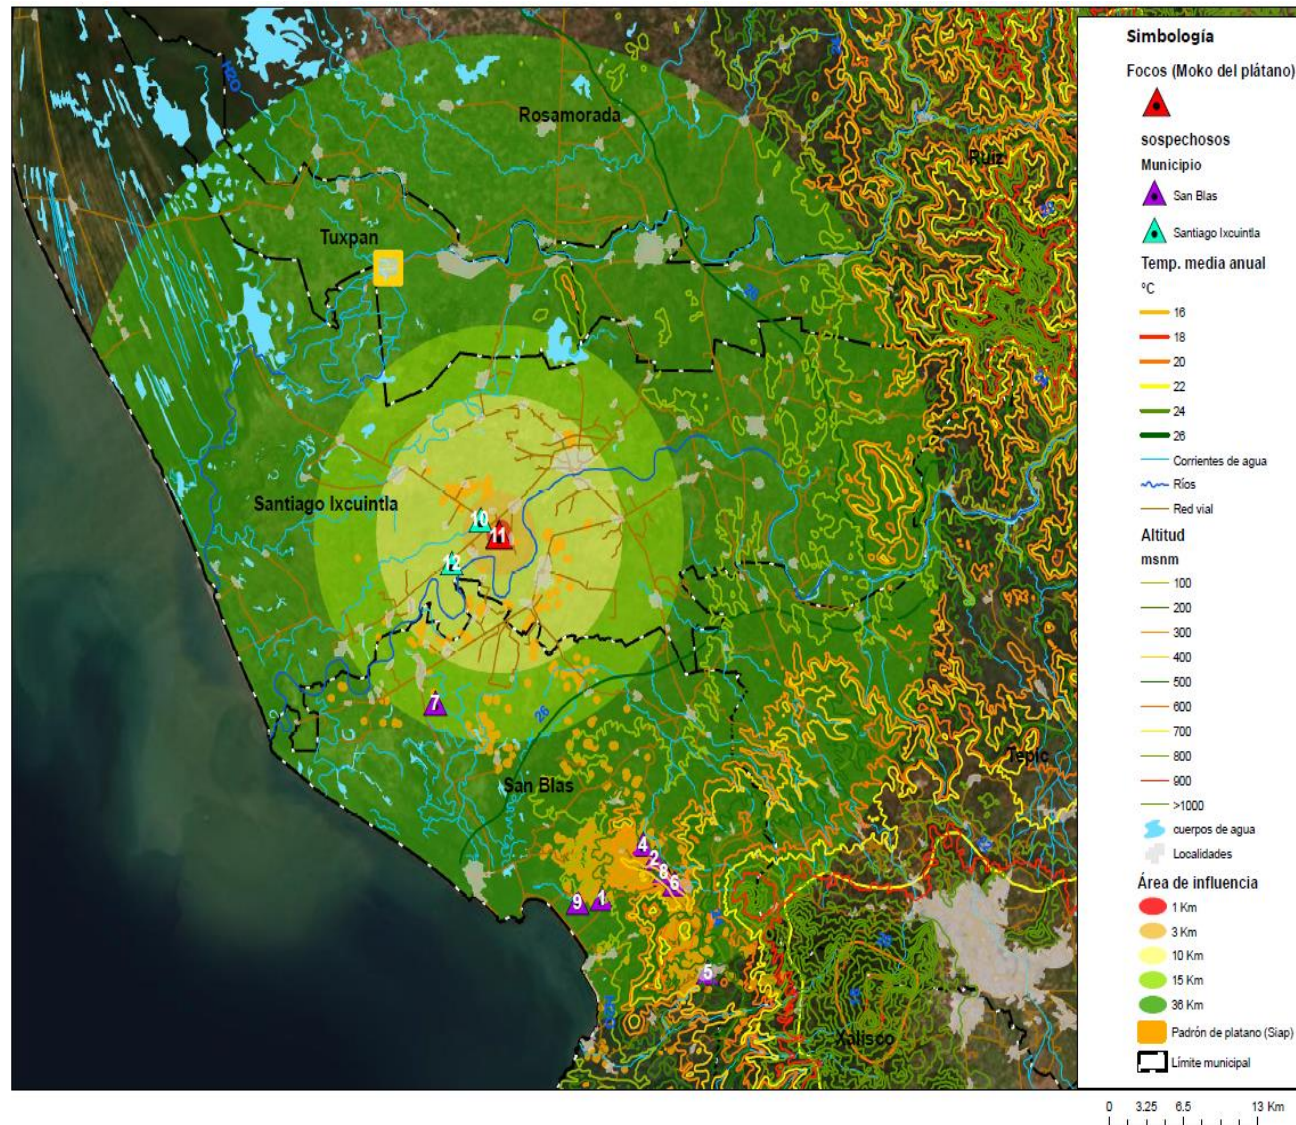 Rosamorada
Ruíz
Tuxpan
26
Santiago Ixcuintla
10
11
12
7
26
San Blas
Tepic
4
2
8
6
9
1
5
Xalisco
H2O
H2O
Simbología
Focos (Moko del plátano)
sospechosos
Municipio
San Blas
Santiago Ixcuintla
Temp. media anual
°C
16
18
20
22
24
26
Corrientes de agua
Ríos
Red vial
Altitud
msnm
100
200
300
400
500
600
700
800
900
>1000
cuerpos de agua
Localidades
Área de influencia
1 Km
3 Km
10 Km
15 Km
36 Km
Padrón de platano (Siap)
Límite municipal
0 3.25 6.5 13 Km